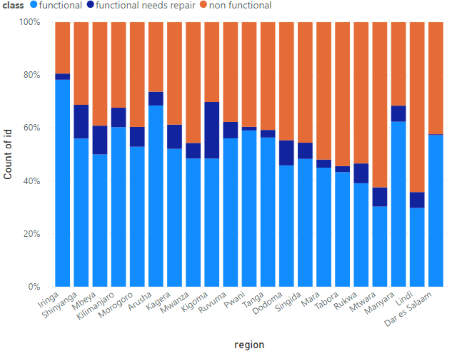 class functional functional needs repair non functional
100%
80%
60%
40%
20%
0%
Count of id
Iringa
Shinyanga
Mbeya
Kilimanjaro
Morogoro
Arusha
Kagera
Mwanza
Kigoma
Ruvuma
Pwani
Tanga
Dodoma
Singida
Mara
Tabora
Rukwa
Mtwara
Manyara
Lindi
Dar es Salaam
region